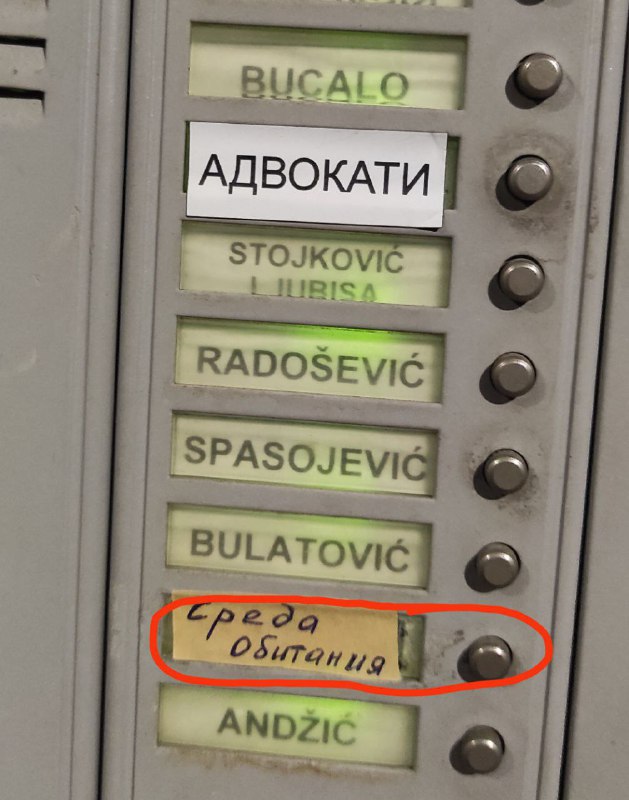 BUCALO
АДВОКАТИ
STOJKOVIĆ
LJUBISA
RADOŠEVIĆ
SPASOJEVIĆ
BULATOVIĆ
Среда
Обитания
ANDŽIĆ